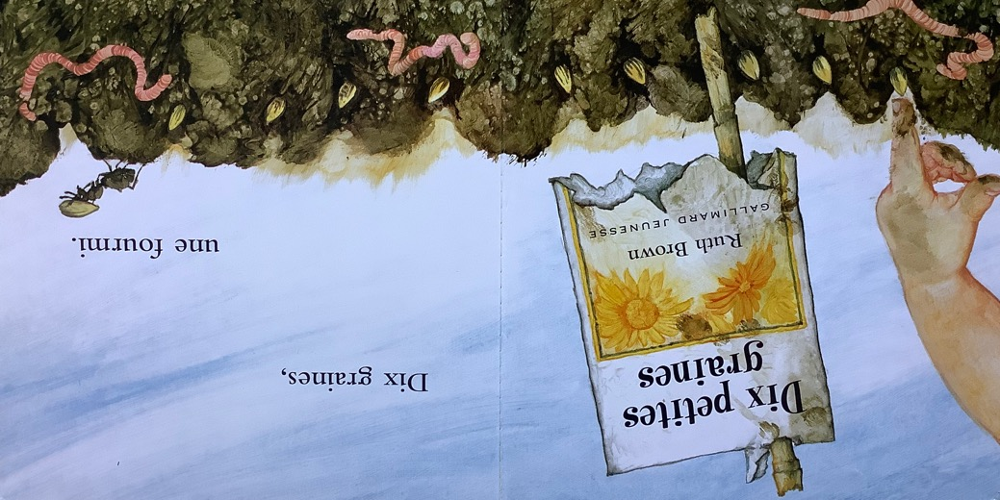 Dix petites
graines
Ruth Brown
GALLIMARD JEUNESSE
Dix graines,
une fourmi.